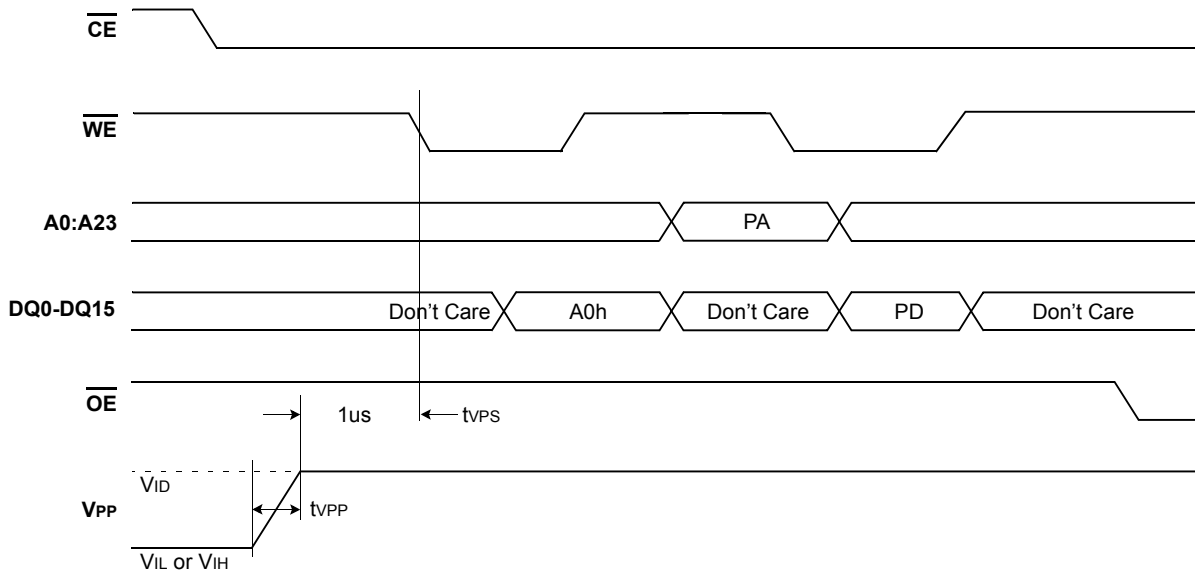 CE
WE
A0:A23
PA
DQ0-DQ15
Don't Care
A0h
Don't Care
PD
Don't Care
OE
1us
tVPS
VID
VPP
tVPP
VIL or VIH